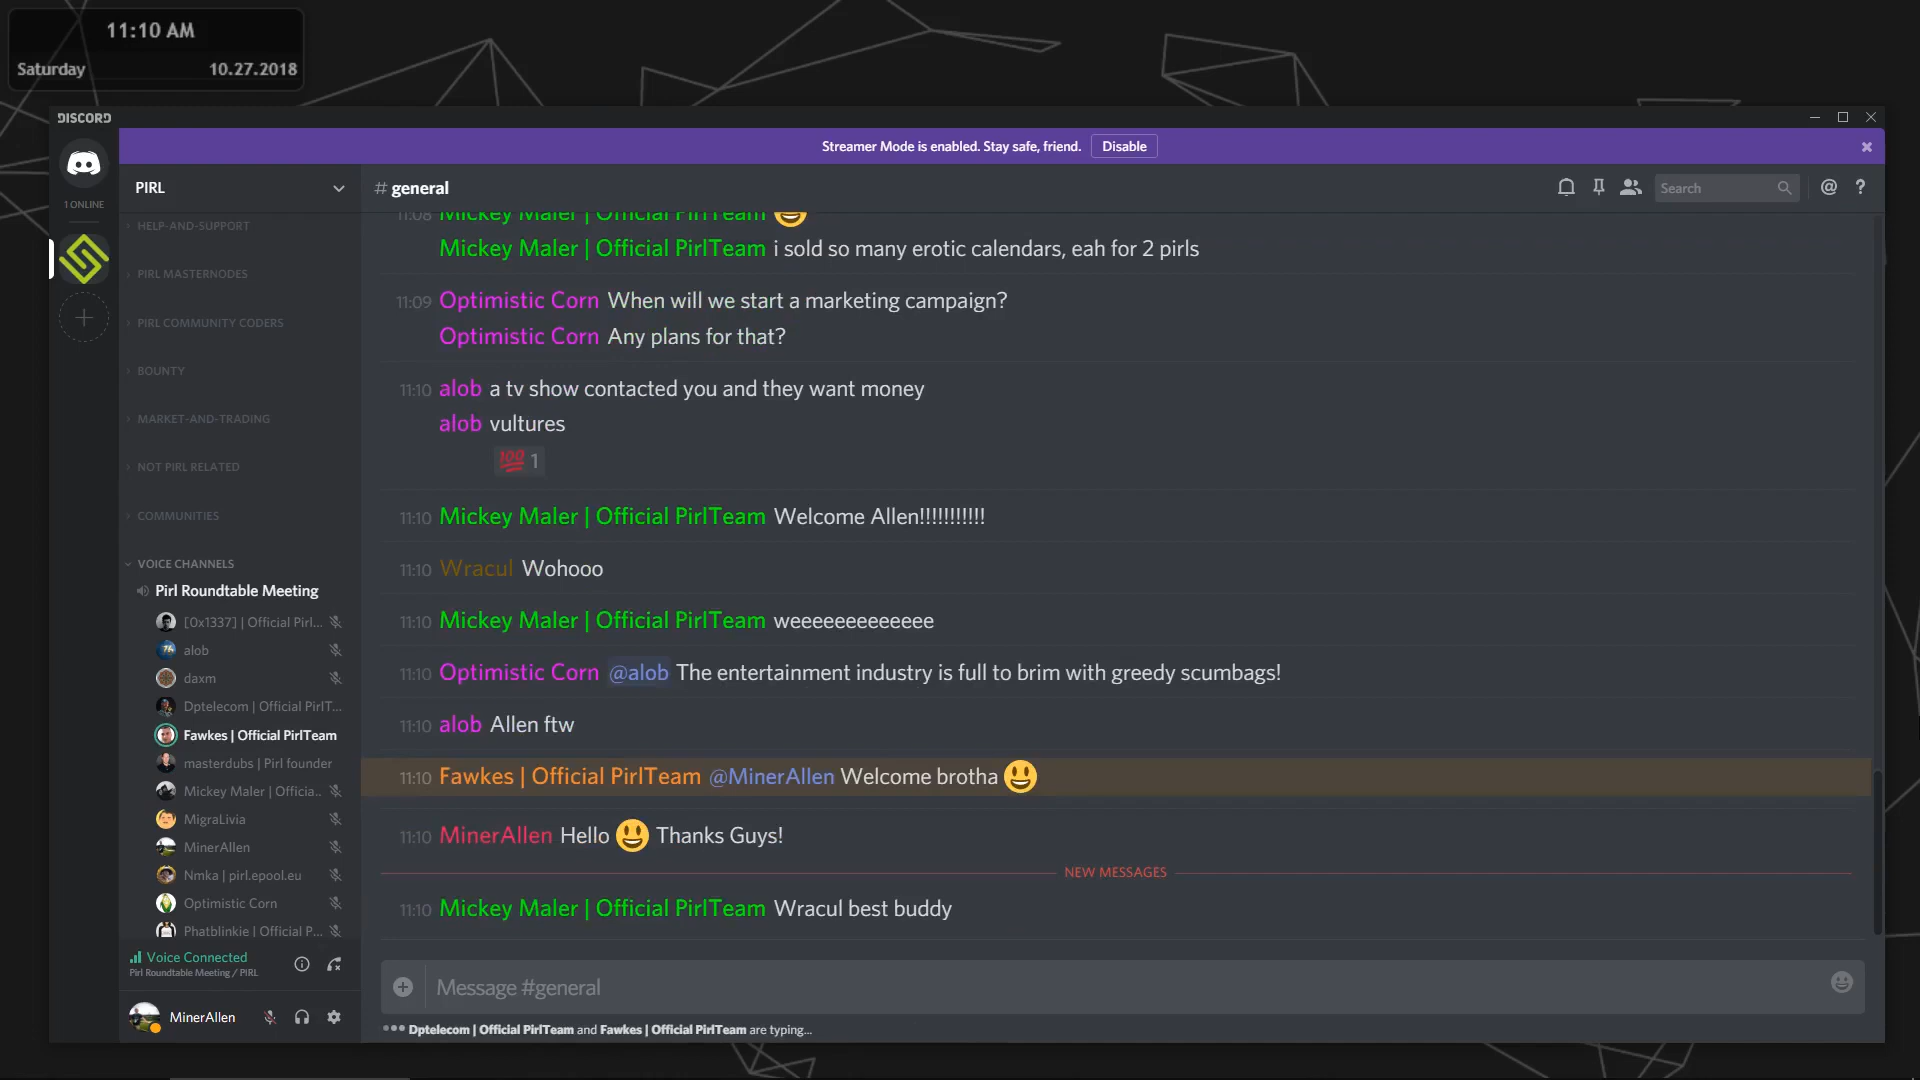 11:10 AM
Saturday 10.27.2018
DISCORD
Streamer Mode is enabled. Stay safe, friend. Disable
1 ONLINE
PIRL
HELP-AND-SUPPORT
PIRL MASTERNODES
PIRL COMMUNITY CODERS
BOUNTY
MARKET-AND-TRADING
NOT PIRL RELATED
COMMUNITIES
VOICE CHANNELS
Pirl Roundtable Meeting
[0x1337] | Official Pirl...
alob
daxm
Dptelecom | Official PirlT...
Fawkes | Official PirlTeam
masterdubs | Pirl founder
Mickey Maler | Officia...
MigraLivia
MinerAllen
Nmka | pirl.epool.eu
Optimistic Corn
Phatblinkie | Official P...
Voice Connected
Pirl Roundtable Meeting / PIRL
MinerAllen
# general
Search
@ ?
11:08 Mickey Maler | Official PirlTeam 😃
Mickey Maler | Official PirlTeam i sold so many erotic calendars, eah for 2 pirls
11:09 Optimistic Corn When will we start a marketing campaign?
Optimistic Corn Any plans for that?
11:10 alob a tv show contacted you and they want money
alob vultures
💯 1
11:10 Mickey Maler | Official PirlTeam Welcome Allen!!!!!!!!!!!
11:10 Wracul Wohooo
11:10 Mickey Maler | Official PirlTeam weeeeeeeeeeeee
11:10 Optimistic Corn @alob The entertainment industry is full to brim with greedy scumbags!
11:10 alob Allen ftw
11:10 Fawkes | Official PirlTeam @MinerAllen Welcome brotha 😃
11:10 MinerAllen Hello 😃 Thanks Guys!
NEW MESSAGES
11:10 Mickey Maler | Official PirlTeam Wracul best buddy
Message #general
Dptelecom | Official PirlTeam and Fawkes | Official PirlTeam are typing...